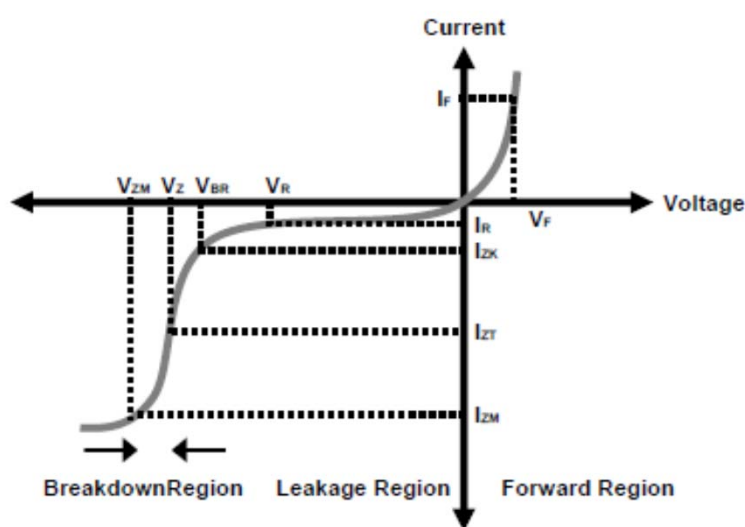 Current
IF
VZM VZ VBR VR
Voltage
VF
IR
IZK
IZT
IZM
BreakdownRegion Leakage Region Forward Region